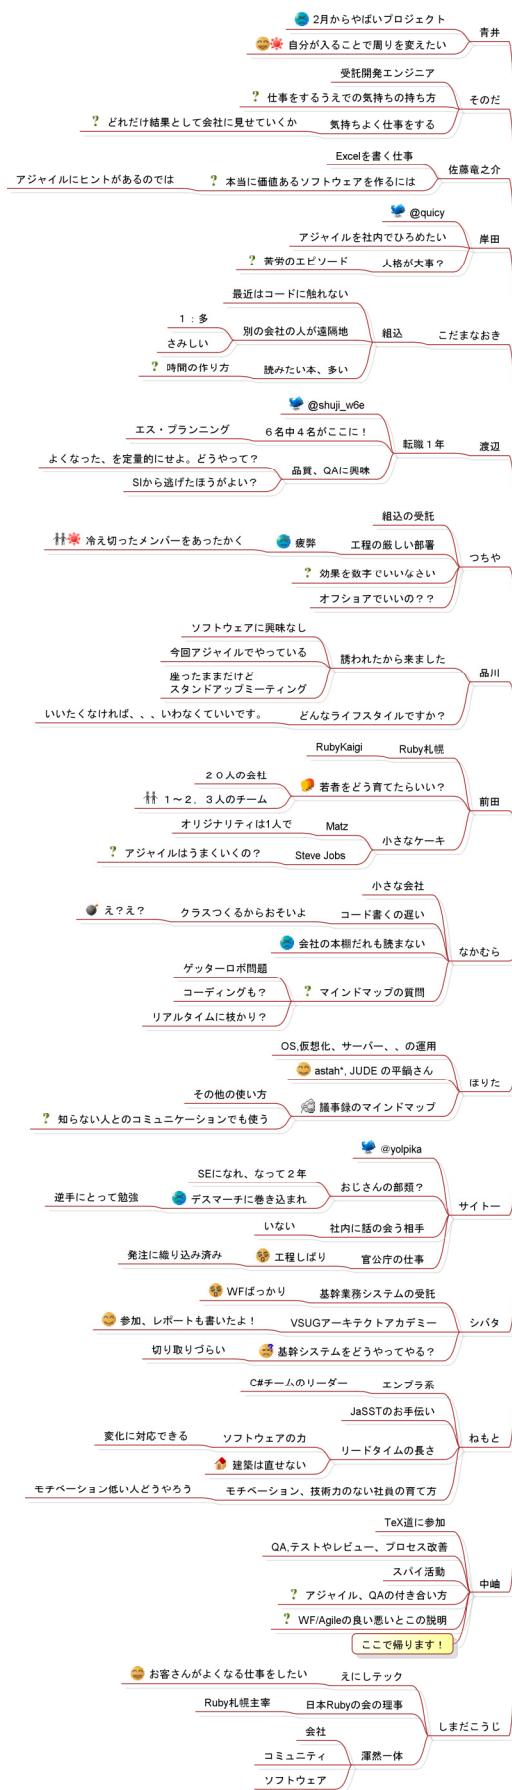 2月からやばいプロジェクト
青井
自分が入ることで周りを変えたい
受託開発エンジニア
仕事をするうえでの気持ちの持ち方
そのだ
どれだけ結果として会社に見せていくか
気持ちよく仕事をする
Excelを書く仕事
佐藤竜之介
アジャイルにヒントがあるのでは
本当に価値あるソフトウェアを作るには
@quicy
アジャイルを社内でひろめたい
岸田
苦労のエピソード
人格が大事？
最近はコードに触れない
１：多
別の会社の人が遠隔地
組込
こだまなおき
さみしい
時間の作り方
読みたい本、多い
@shuji_w6e
エス・プランニング
６名中４名がここに！
転職１年
渡辺
よくなった、を定量的にせよ。どうやって？
品質、QAに興味
SIから逃げたほうがよい？
組込の受託
冷え切ったメンバーをあったかく
疲弊
工程の厳しい部署
つちや
効果を数字でいいなさい
オフショアでいいの？？
ソフトウェアに興味なし
今回アジャイルでやっている
誘われたから来ました
座ったままだけど
スタンドアップミーティング
品川
いいたくなければ、、、いわなくていいです。
どんなライフスタイルですか？
RubyKaigi
Ruby札幌
２０人の会社
若者をどう育てたらいい？
１～２，３人のチーム
前田
オリジナリティは1人で
Matz
小さなケーキ
アジャイルはうまくいくの？
Steve Jobs
小さな会社
え？え？
クラスつくるからおそいよ
コード書くの遅い
会社の本棚だれも読まない
なかむら
ゲッターロボ問題
コーディングも？
マインドマップの質問
リアルタイムに枝かり？
OS,仮想化、サーバー、、の運用
astah*, JUDE の平鍋さん
ほりた
その他の使い方
議事録のマインドマップ
知らない人とのコミュニケーションでも使う
@yolpika
SEになれ、なって２年
おじさんの部類？
逆手にとって勉強
デスマーチに巻き込まれ
サイトー
いない
社内に話の会う相手
発注に織り込み済み
工程しばり
官公庁の仕事
WFばっかり
基幹業務システムの受託
参加、レポートも書いたよ！
VSUGアーキテクトアカデミー
シバタ
切り取りづらい
基幹システムをどうやってやる？
C#チームのリーダー
エンプラ系
JaSSTのお手伝い
変化に対応できる
ソフトウェアの力
リードタイムの長さ
ねもと
建築は直せない
モチベーション低い人どうやろう
モチベーション、技術力のない社員の育て方
TeX道に参加
QA,テストやレビュー、プロセス改善
スパイ活動
中岫
アジャイル、QAの付き合い方
WF/Agileの良い悪いとこの説明
ここで帰ります！
お客さんがよくなる仕事をしたい
えにしテック
Ruby札幌主宰
日本Rubyの会の理事
しまだこうじ
会社
コミュニティ
渾然一体
ソフトウェア